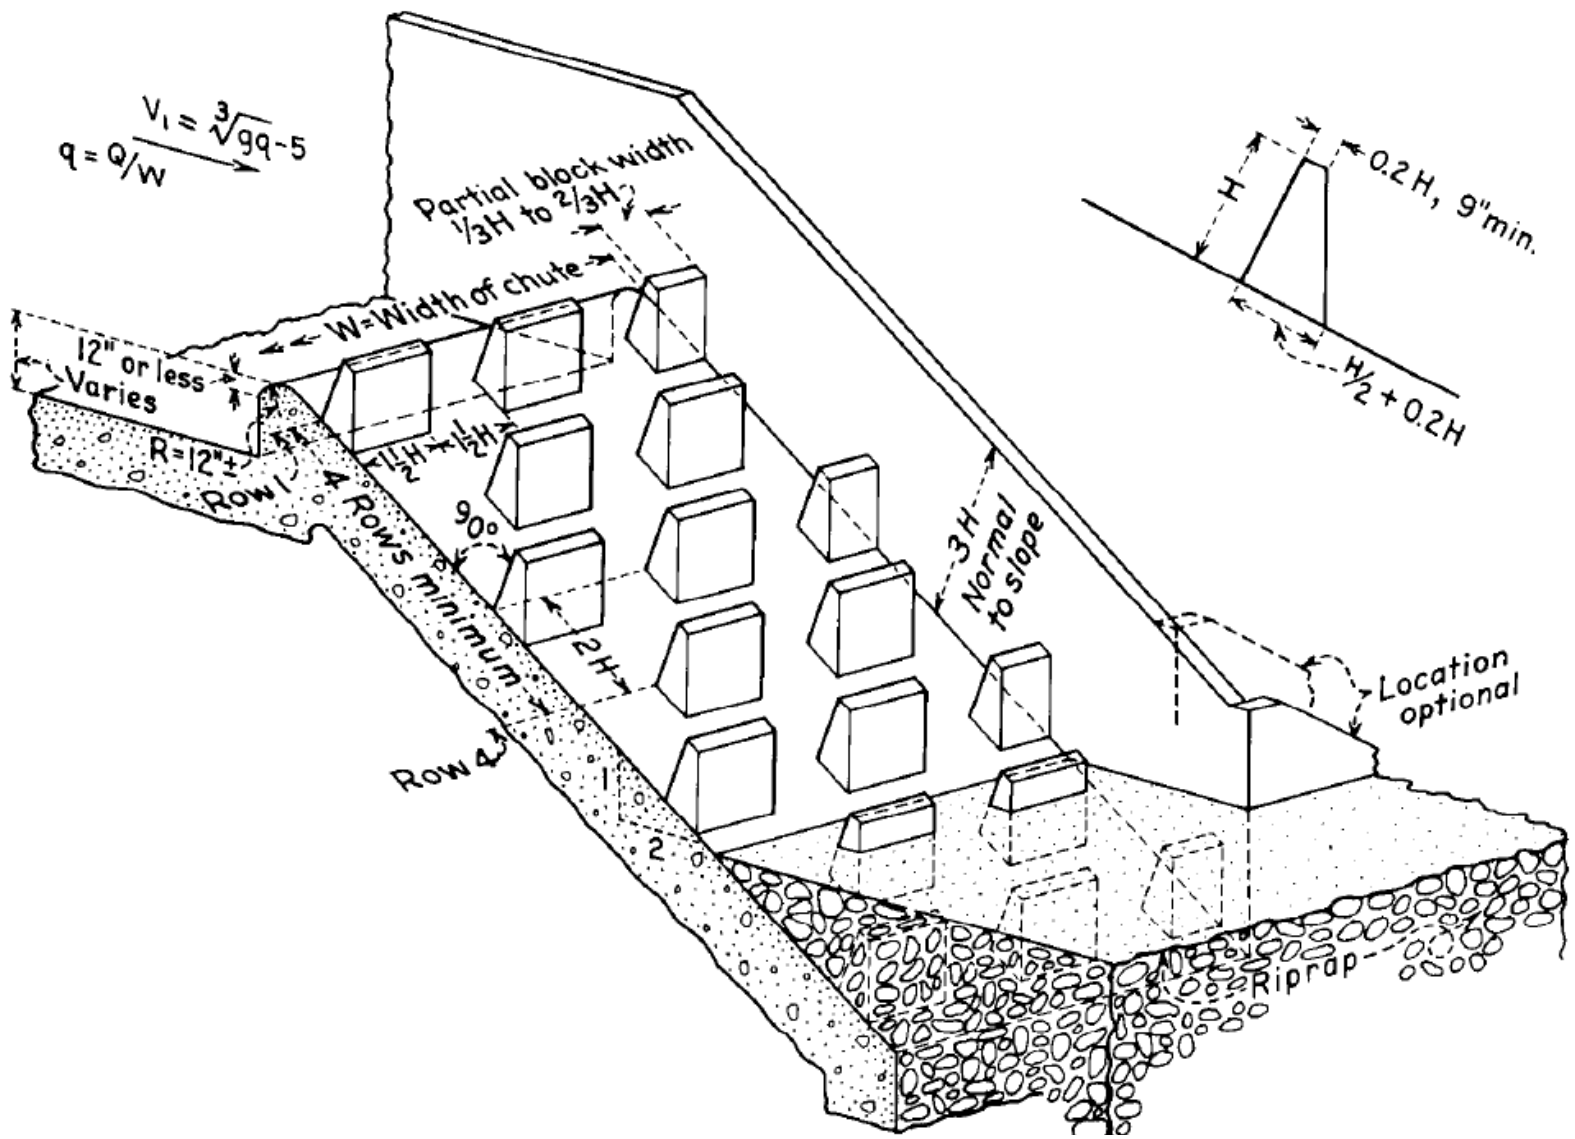 V₁ = ∛gq-5
q = Q/W
Partial block width
⅓H to ⅔H
W=Width of chute
12" or less
Varies
R=12"±
Row 1
1½H
1½H
4 Rows minimum
90°
2H
Row 4
1
2
3H
Normal
to slope
Location
optional
Riprap
H
0.2H, 9"min.
H/2 + 0.2H